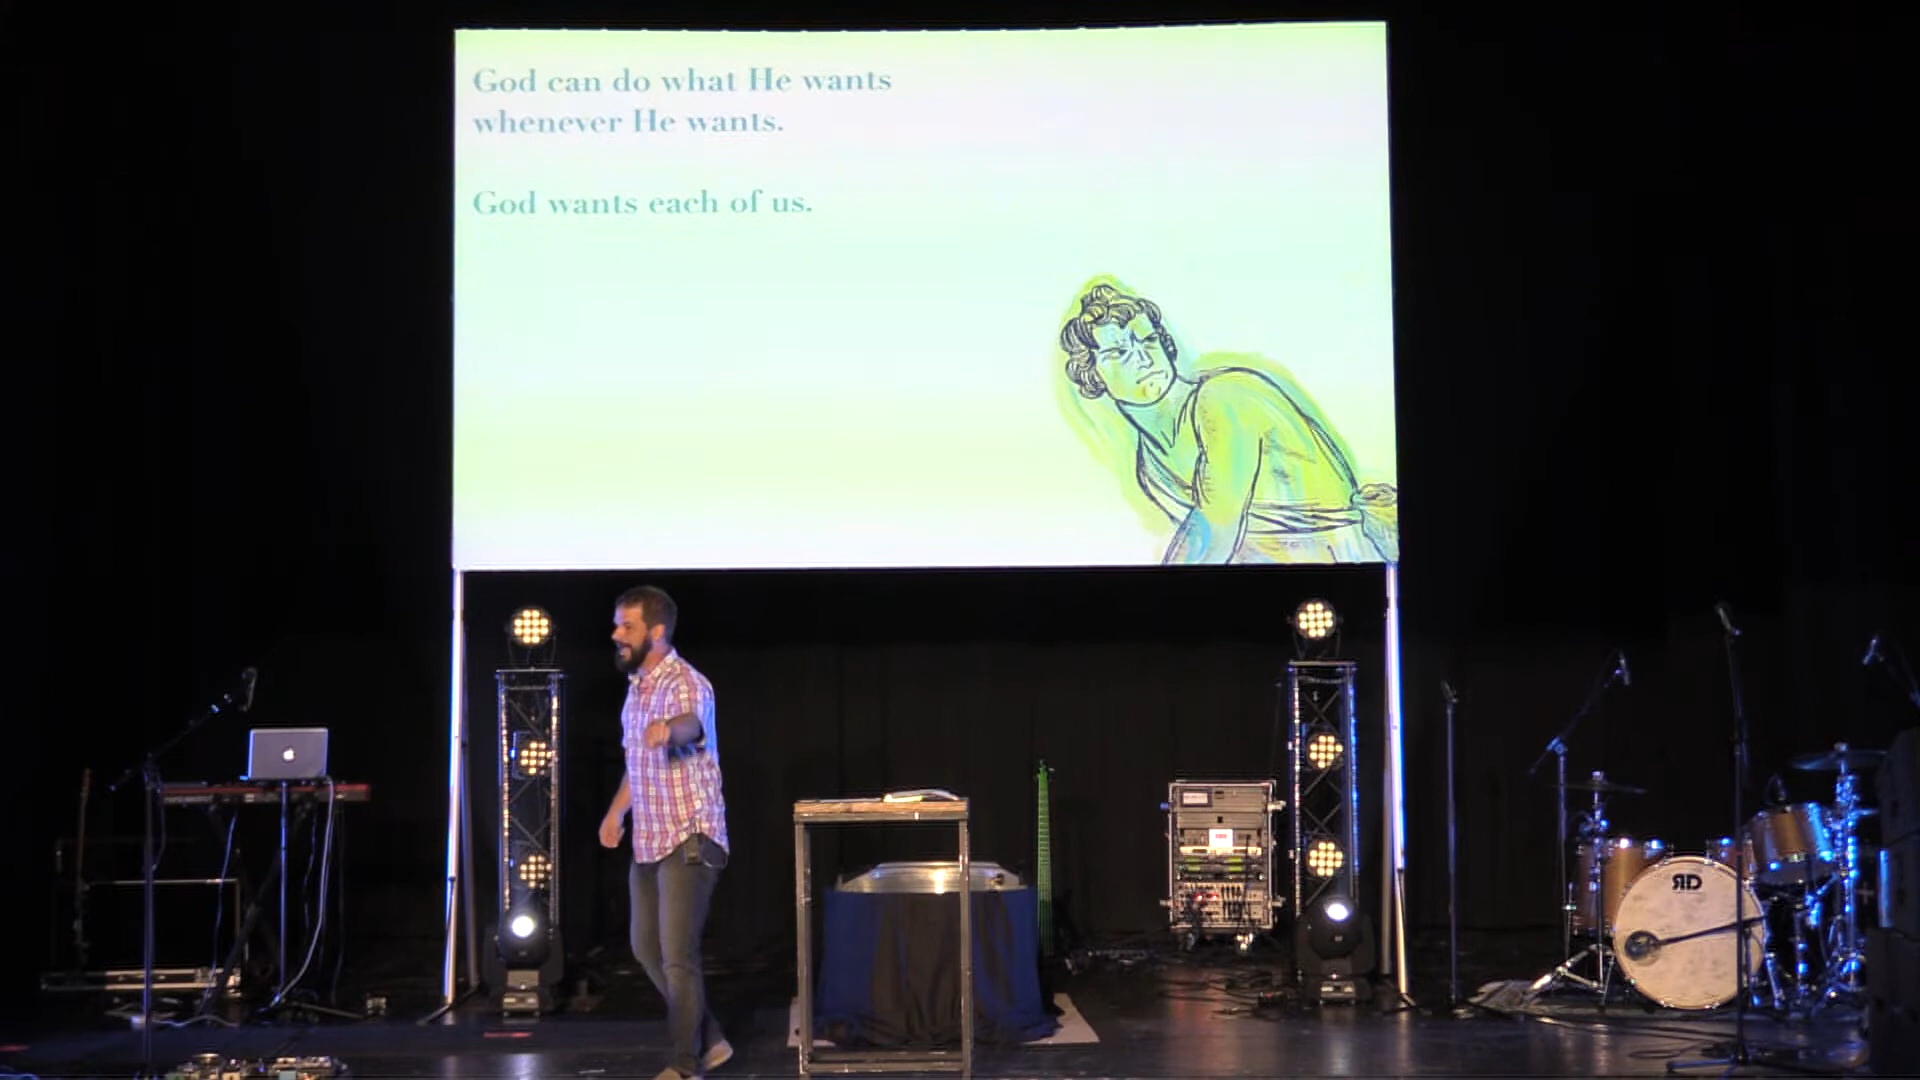 God can do what He wants
whenever He wants.
God wants each of us.
RD